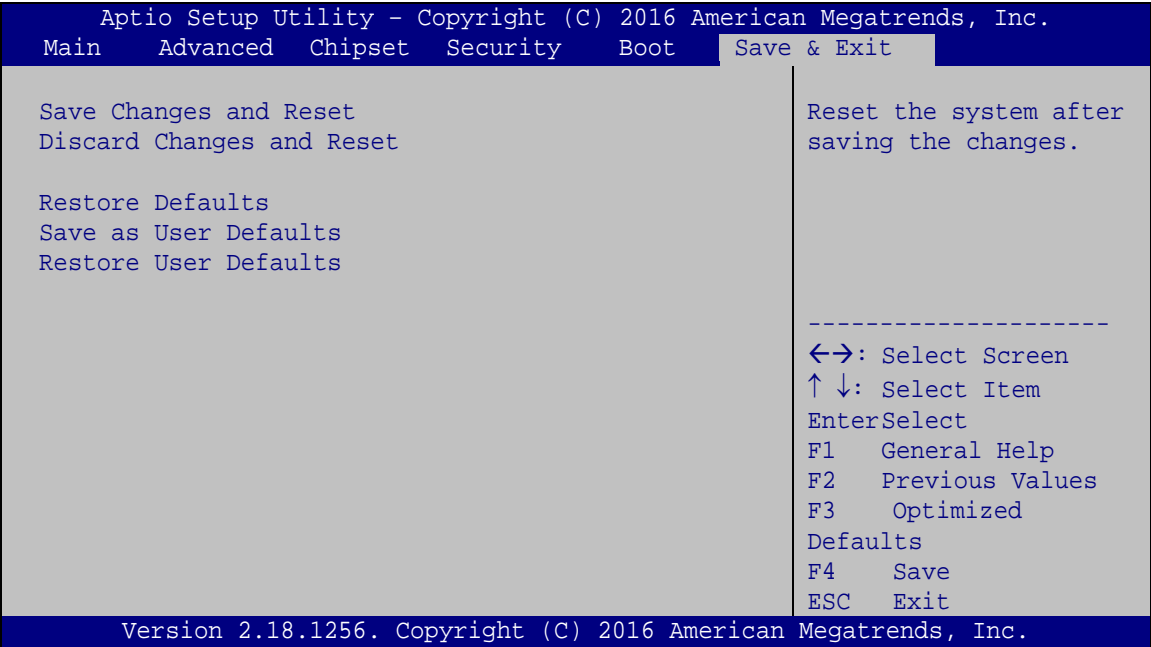 Aptio Setup Utility – Copyright (C) 2016 American Megatrends, Inc.
Main Advanced Chipset Security Boot Save & Exit
Save Changes and Reset
Discard Changes and Reset
Restore Defaults
Save as User Defaults
Restore User Defaults
Reset the system after
saving the changes.
---------------------
←→: Select Screen
↑ ↓: Select Item
EnterSelect
F1 General Help
F2 Previous Values
F3 Optimized
Defaults
F4 Save
ESC Exit
Version 2.18.1256. Copyright (C) 2016 American Megatrends, Inc.